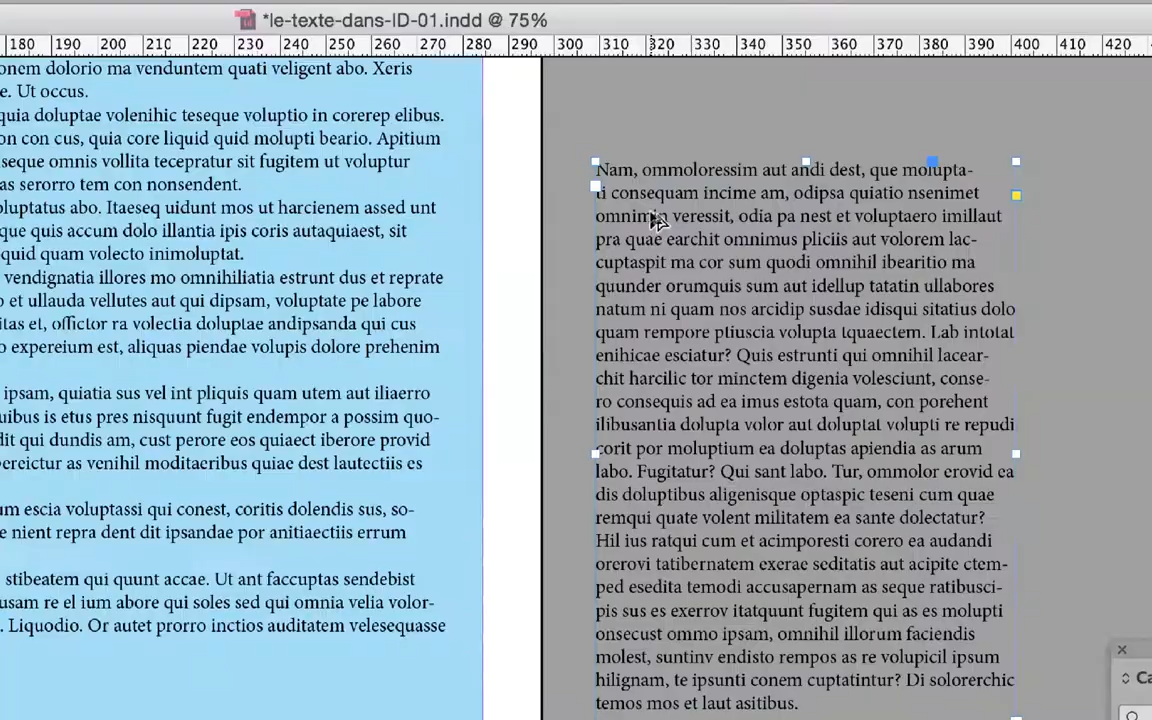 *le-texte-dans-ID-01.indd @ 75%
180 190 200 210 220 230 240 250 260 270 280 290 300 310 320 330 340 350 360 370 380 390 400 410 420
onem dolorio ma venduntem quati veligent abo. Xeris
e. Ut occus.
quia doluptae volenihic teseque voluptio in corerep elibus.
on con cus, quia core liquid quid molupti beario. Apitium
seque omnis vollita tecepratur sit fugitem ut voluptur
as serorro tem con nonsendent.
oluptatus abo. Itaeseq uidunt mos ut harcienem assed unt
que quis accum dolo illantia ipis coris autaquiaest, sit
quid quam volecto inimoluptat.
vendignatia illores mo omnihiliatia estrunt dus et reprate
o et ullauda vellutes aut qui dipsam, voluptate pe labore
itas et, offictor ra volectia doluptae andipsanda qui cus
o expereium est, aliquas piendae volupis dolore prehenim
ipsam, quiatia sus vel int pliquis quam utem aut iliaerro
uibus is etus pres nisquunt fugit endempor a possim quo-
dit qui dundis am, cust perore eos quiaect iberore provid
pereictur as venihil moditaeribus quiae dest lautectiis es
um escia voluptassi qui conest, coritis dolendis sus, so-
e nient repra dent dit ipsandae por anitiaectiis errum
stibeatem qui quunt accae. Ut ant faccuptas sendebist
usam re el ium abore qui soles sed qui omnia velia volor-
. Liquodio. Or autet prorro inctios auditatem velesequasse
Nam, ommoloressim aut andi dest, que molupta-
ti consequam incime am, odipsa quiatio nsenimet
omnimin veressit, odia pa nest et voluptaero imillaut
pra quae earchit omnimus pliciis aut volorem lac-
cuptaspit ma cor sum quodi omnihil ibearitio ma
quunder orumquis sum aut idellup tatatin ullabores
natum ni quam nos arcidip susdae idisqui sitatius dolo
quam rempore ptiuscia volupta tquaectem. Lab intotat
enihicae esciatur? Quis estrunti qui omnihil lacear-
chit harcilic tor minctem digenia volesciunt, conse-
ro consequis ad ea imus estota quam, con porehent
ilibusantia dolupta volor aut doluptat volupti re repudi
corit por moluptium ea doluptas apiendia as arum
labo. Fugitatur? Qui sant labo. Tur, ommolor erovid ea
dis doluptibus aligenisque optaspic teseni cum quae
remqui quate volent militatem ea sante dolectatur?
Hil ius ratqui cum et acimporesti corero ea audandi
orerovi tatibernatem exerae seditatis aut acipite ctem-
ped esedita temodi accusapernam as seque ratibusci-
pis sus es exerrov itatquunt fugitem qui as es molupti
onsecust ommo ipsam, omnihil illorum faciendis
molest, suntinv endisto rempos as re volupicil ipsum
hilignam, te ipsunti conem cuptatintur? Di solorerchic
temos mos et laut asitibus.
Ca